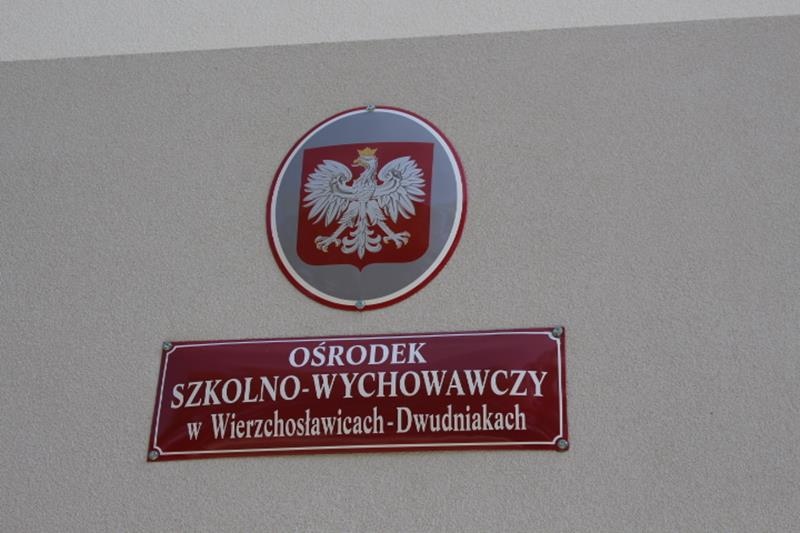 OŚRODEK
SZKOLNO-WYCHOWAWCZY
w Wierzchosławicach-Dwudniakach